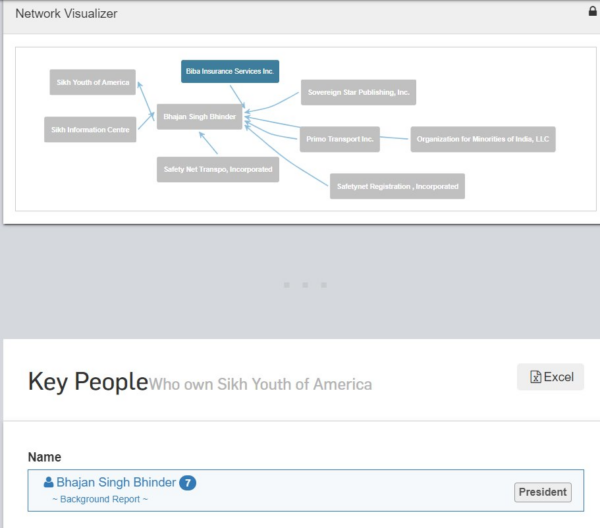 Network Visualizer
Biba Insurance Services Inc.
Sikh Youth of America
Sovereign Star Publishing, Inc.
Bhajan Singh Bhinder
Sikh Information Centre
Primo Transport Inc.
Organization for Minorities of India, LLC
Safety Net Transpo, Incorporated
Safetynet Registration , Incorporated
Key People Who own Sikh Youth of America
Excel
Name
Bhajan Singh Bhinder 7
~ Background Report ~
President